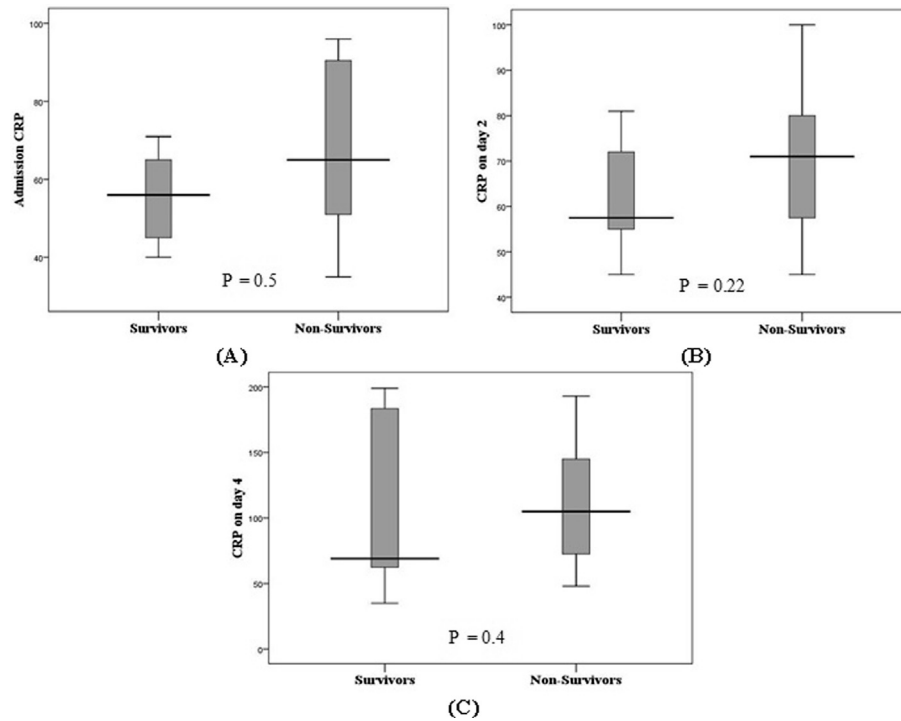 Admission CRP
100
80
60
40
P = 0.5
Survivors
Non-Survivors
(A)
CRP on day 2
100
90
80
70
60
50
40
P = 0.22
Survivors
Non-Survivors
(B)
CRP on day 4
200
150
100
50
0
P = 0.4
Survivors
Non-Survivors
(C)